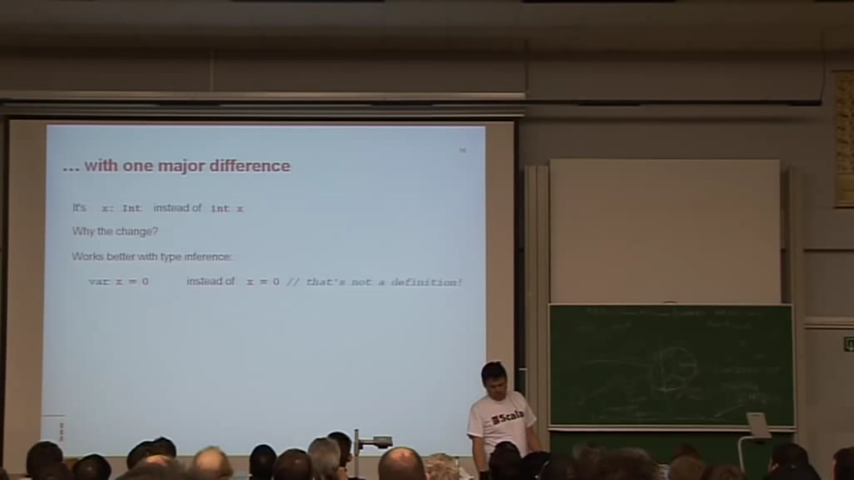 ... with one major difference
It's x: Int instead of int x
Why the change?
Works better with type inference:
var x = 0 instead of x = 0 // that's not a definition!
Scala